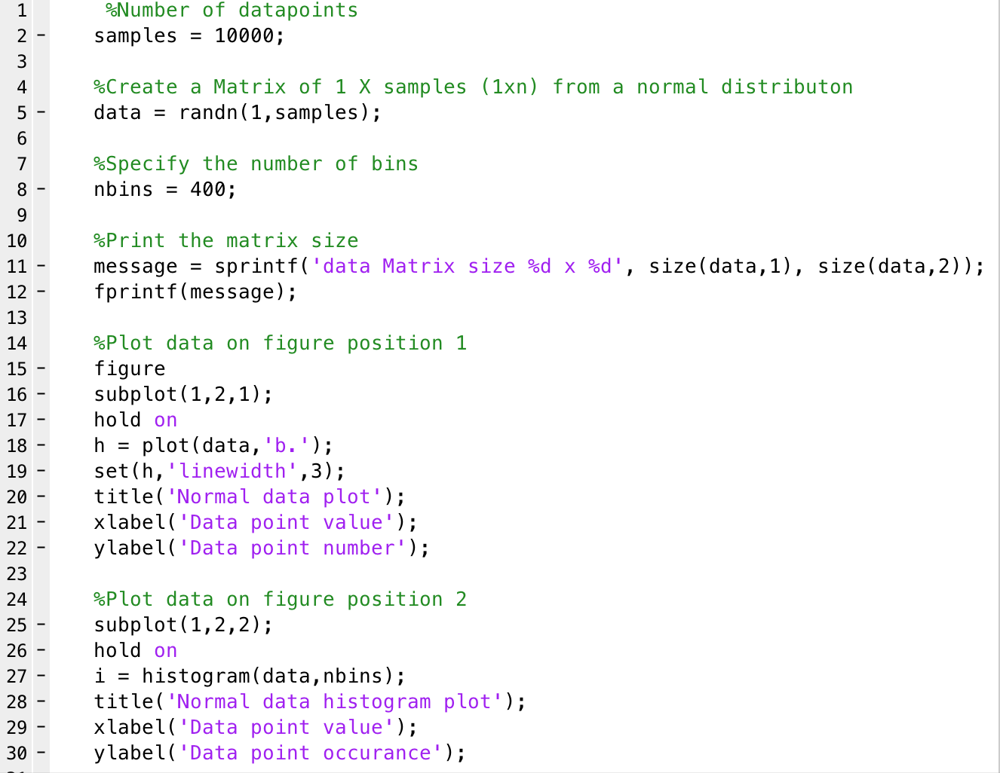 1 %Number of datapoints
2 - samples = 10000;
3
4 %Create a Matrix of 1 X samples (1xn) from a normal distributon
5 - data = randn(1,samples);
6
7 %Specify the number of bins
8 - nbins = 400;
9
10 %Print the matrix size
11 - message = sprintf('data Matrix size %d x %d', size(data,1), size(data,2));
12 - fprintf(message);
13
14 %Plot data on figure position 1
15 - figure
16 - subplot(1,2,1);
17 - hold on
18 - h = plot(data,'b.');
19 - set(h,'linewidth',3);
20 - title('Normal data plot');
21 - xlabel('Data point value');
22 - ylabel('Data point number');
23
24 %Plot data on figure position 2
25 - subplot(1,2,2);
26 - hold on
27 - i = histogram(data,nbins);
28 - title('Normal data histogram plot');
29 - xlabel('Data point value');
30 - ylabel('Data point occurance');